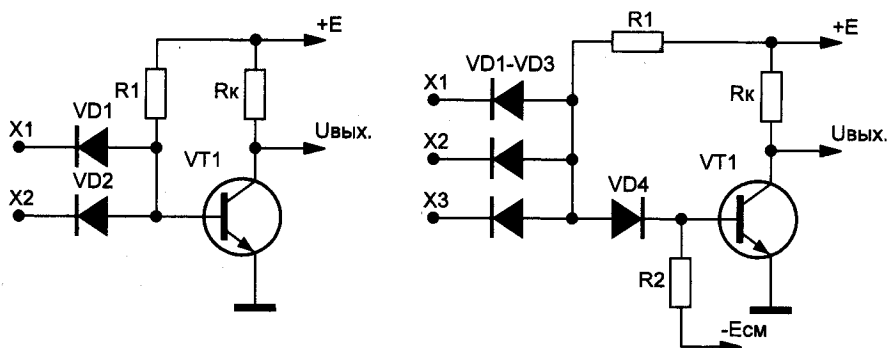 +E
R1
Rк
VD1
X1
Uвых.
VT1
VD2
X2
R1
+E
VD1-VD3
X1
Rк
Uвых.
X2
VT1
VD4
X3
R2
-Eсм